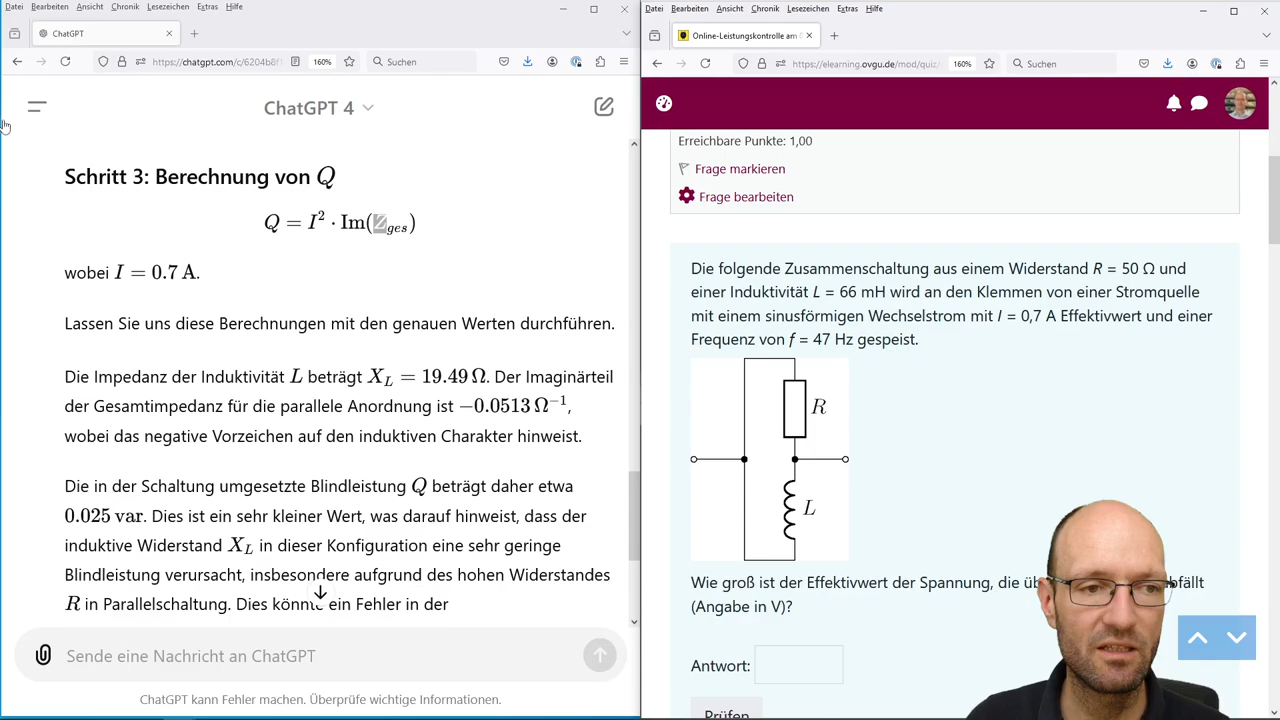 Datei Bearbeiten Ansicht Chronik Lesezeichen Extras Hilfe
ChatGPT
https://chatgpt.com/c/6204b8f1
160%
Suchen
ChatGPT 4
Schritt 3: Berechnung von Q
Q = I² · Im(Z_ges)
wobei I = 0.7 A.
Lassen Sie uns diese Berechnungen mit den genauen Werten durchführen.
Die Impedanz der Induktivität L beträgt X_L = 19.49 Ω. Der Imaginärteil
der Gesamtimpedanz für die parallele Anordnung ist −0.0513 Ω⁻¹,
wobei das negative Vorzeichen auf den induktiven Charakter hinweist.
Die in der Schaltung umgesetzte Blindleistung Q beträgt daher etwa
0.025 var. Dies ist ein sehr kleiner Wert, was darauf hinweist, dass der
induktive Widerstand X_L in dieser Konfiguration eine sehr geringe
Blindleistung verursacht, insbesondere aufgrund des hohen Widerstandes
R in Parallelschaltung. Dies könnte ein Fehler in der
Sende eine Nachricht an ChatGPT
ChatGPT kann Fehler machen. Überprüfe wichtige Informationen.
Datei Bearbeiten Ansicht Chronik Lesezeichen Extras Hilfe
Online-Leistungskontrolle am
https://elearning.ovgu.de/mod/quiz/
160%
Suchen
Erreichbare Punkte: 1,00
Frage markieren
Frage bearbeiten
Die folgende Zusammenschaltung aus einem Widerstand R = 50 Ω und
einer Induktivität L = 66 mH wird an den Klemmen von einer Stromquelle
mit einem sinusförmigen Wechselstrom mit I = 0,7 A Effektivwert und einer
Frequenz von f = 47 Hz gespeist.
R
L
Wie groß ist der Effektivwert der Spannung, die
(Angabe in V)?
Antwort:
Prüfen